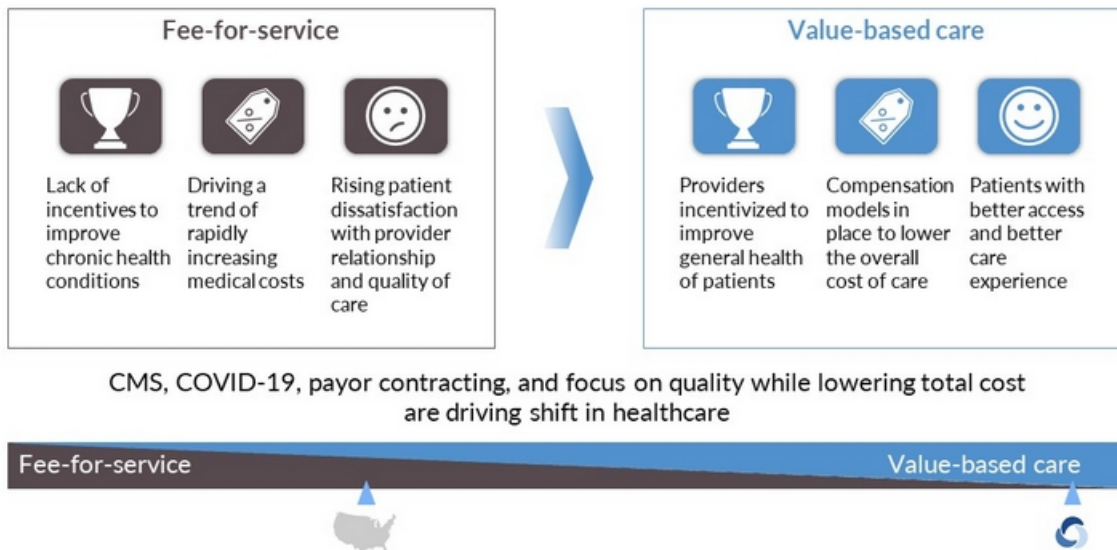 Fee-for-service
Lack of
incentives to
improve
chronic health
conditions
Driving a
trend of
rapidly
increasing
medical costs
Rising patient
dissatisfaction
with provider
relationship
and quality of
care
Value-based care
Providers
incentivized to
improve
general health
of patients
Compensation
models in
place to lower
the overall
cost of care
Patients with
better access
and better
care
experience
CMS, COVID-19, payor contracting, and focus on quality while lowering total cost
are driving shift in healthcare
Fee-for-service
Value-based care